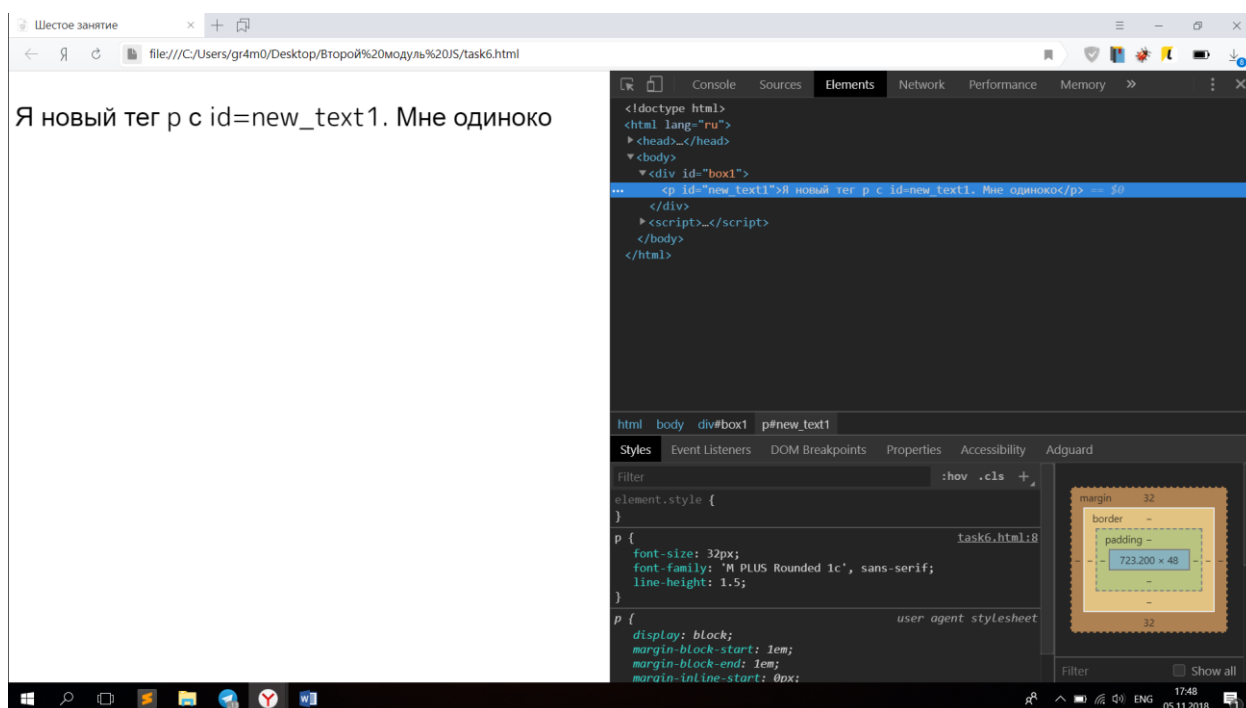 Шестое занятие
file:///C:/Users/gr4m0/Desktop/Второй%20модуль%20JS/task6.html
Я новый тег p с id=new_text1. Мне одиноко
Console Sources Elements Network Performance Memory »
<!doctype html>
<html lang="ru">
<head>…</head>
<body>
<div id="box1">
<p id="new_text1">Я новый тег p с id=new_text1. Мне одиноко</p> == $0
</div>
<script>…</script>
</body>
</html>
html body div#box1 p#new_text1
Styles Event Listeners DOM Breakpoints Properties Accessibility Adguard
Filter :hov .cls +
element.style {
}
p { task6.html:8
font-size: 32px;
font-family: 'M PLUS Rounded 1c', sans-serif;
line-height: 1.5;
}
p { user agent stylesheet
display: block;
margin-block-start: 1em;
margin-block-end: 1em;
margin-inline-start: 0px;
margin 32
border –
padding –
723.200 × 48
–
–
32
Filter Show all
ENG 17:48
05.11.2018